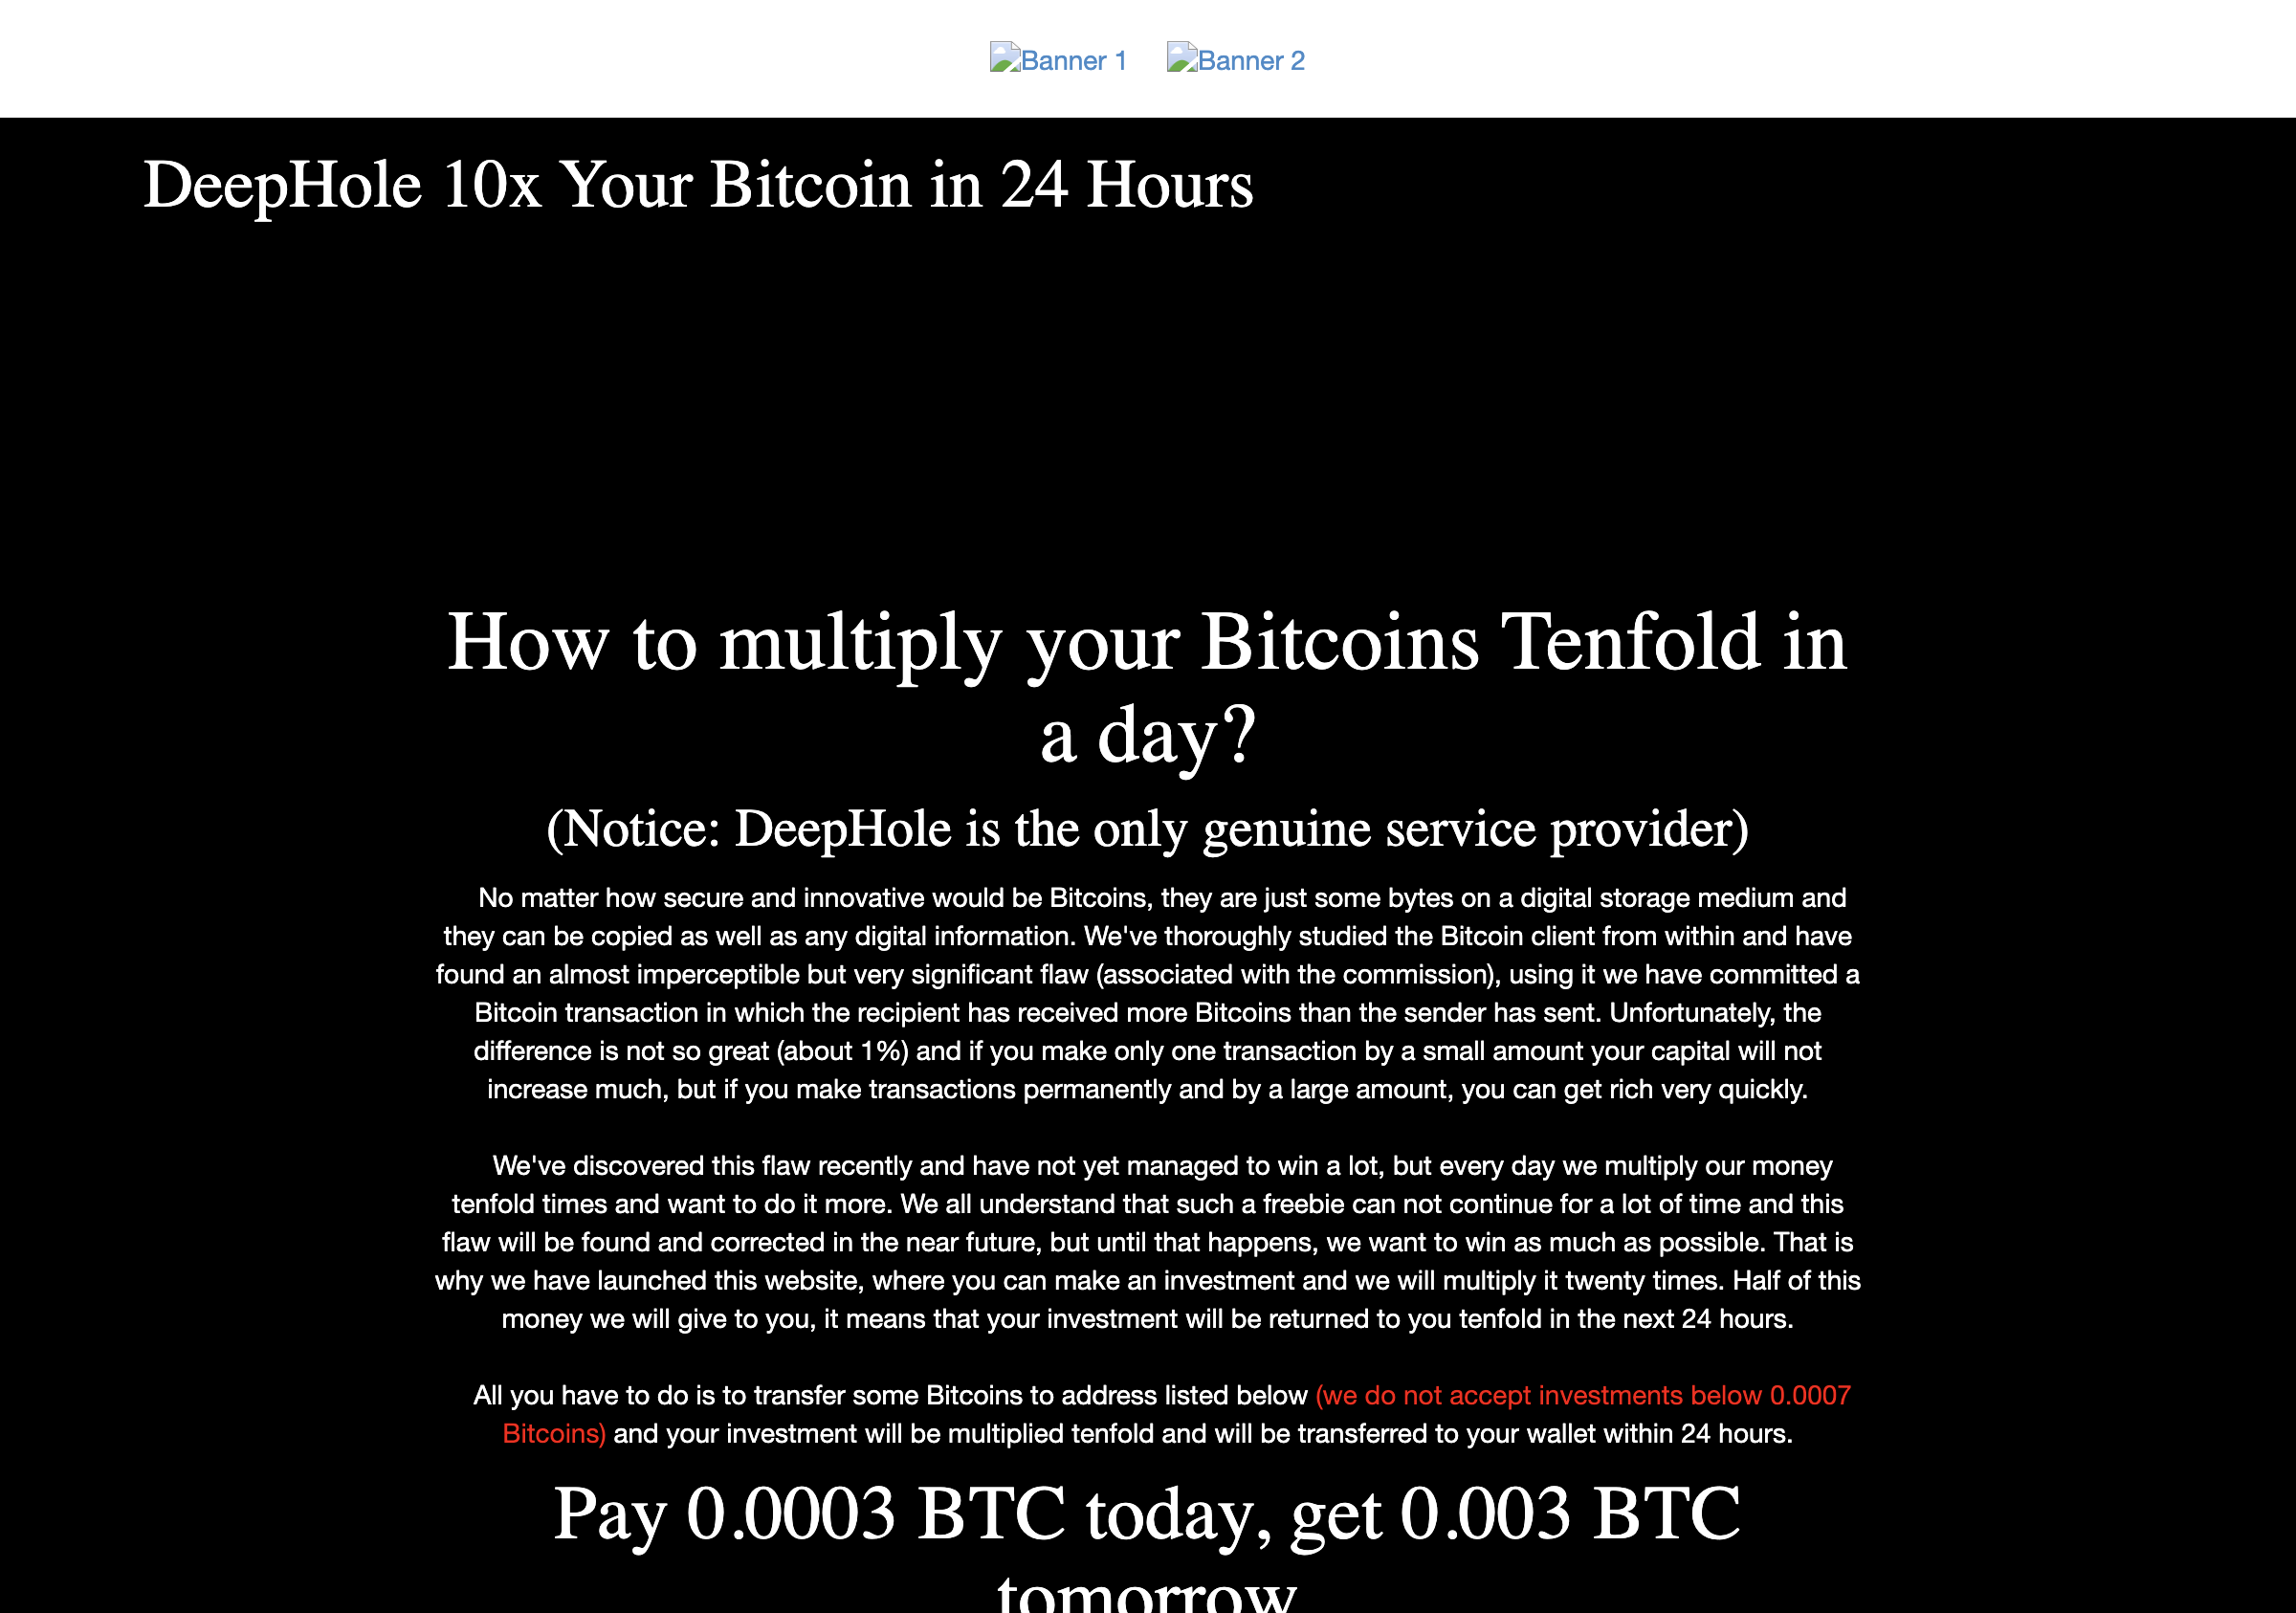 Banner 1 Banner 2
DeepHole 10x Your Bitcoin in 24 Hours
How to multiply your Bitcoins Tenfold in
a day?
(Notice: DeepHole is the only genuine service provider)
No matter how secure and innovative would be Bitcoins, they are just some bytes on a digital storage medium and
they can be copied as well as any digital information. We've thoroughly studied the Bitcoin client from within and have
found an almost imperceptible but very significant flaw (associated with the commission), using it we have committed a
Bitcoin transaction in which the recipient has received more Bitcoins than the sender has sent. Unfortunately, the
difference is not so great (about 1%) and if you make only one transaction by a small amount your capital will not
increase much, but if you make transactions permanently and by a large amount, you can get rich very quickly.
We've discovered this flaw recently and have not yet managed to win a lot, but every day we multiply our money
tenfold times and want to do it more. We all understand that such a freebie can not continue for a lot of time and this
flaw will be found and corrected in the near future, but until that happens, we want to win as much as possible. That is
why we have launched this website, where you can make an investment and we will multiply it twenty times. Half of this
money we will give to you, it means that your investment will be returned to you tenfold in the next 24 hours.
All you have to do is to transfer some Bitcoins to address listed below (we do not accept investments below 0.0007
Bitcoins) and your investment will be multiplied tenfold and will be transferred to your wallet within 24 hours.
Pay 0.0003 BTC today, get 0.003 BTC
tomorrow